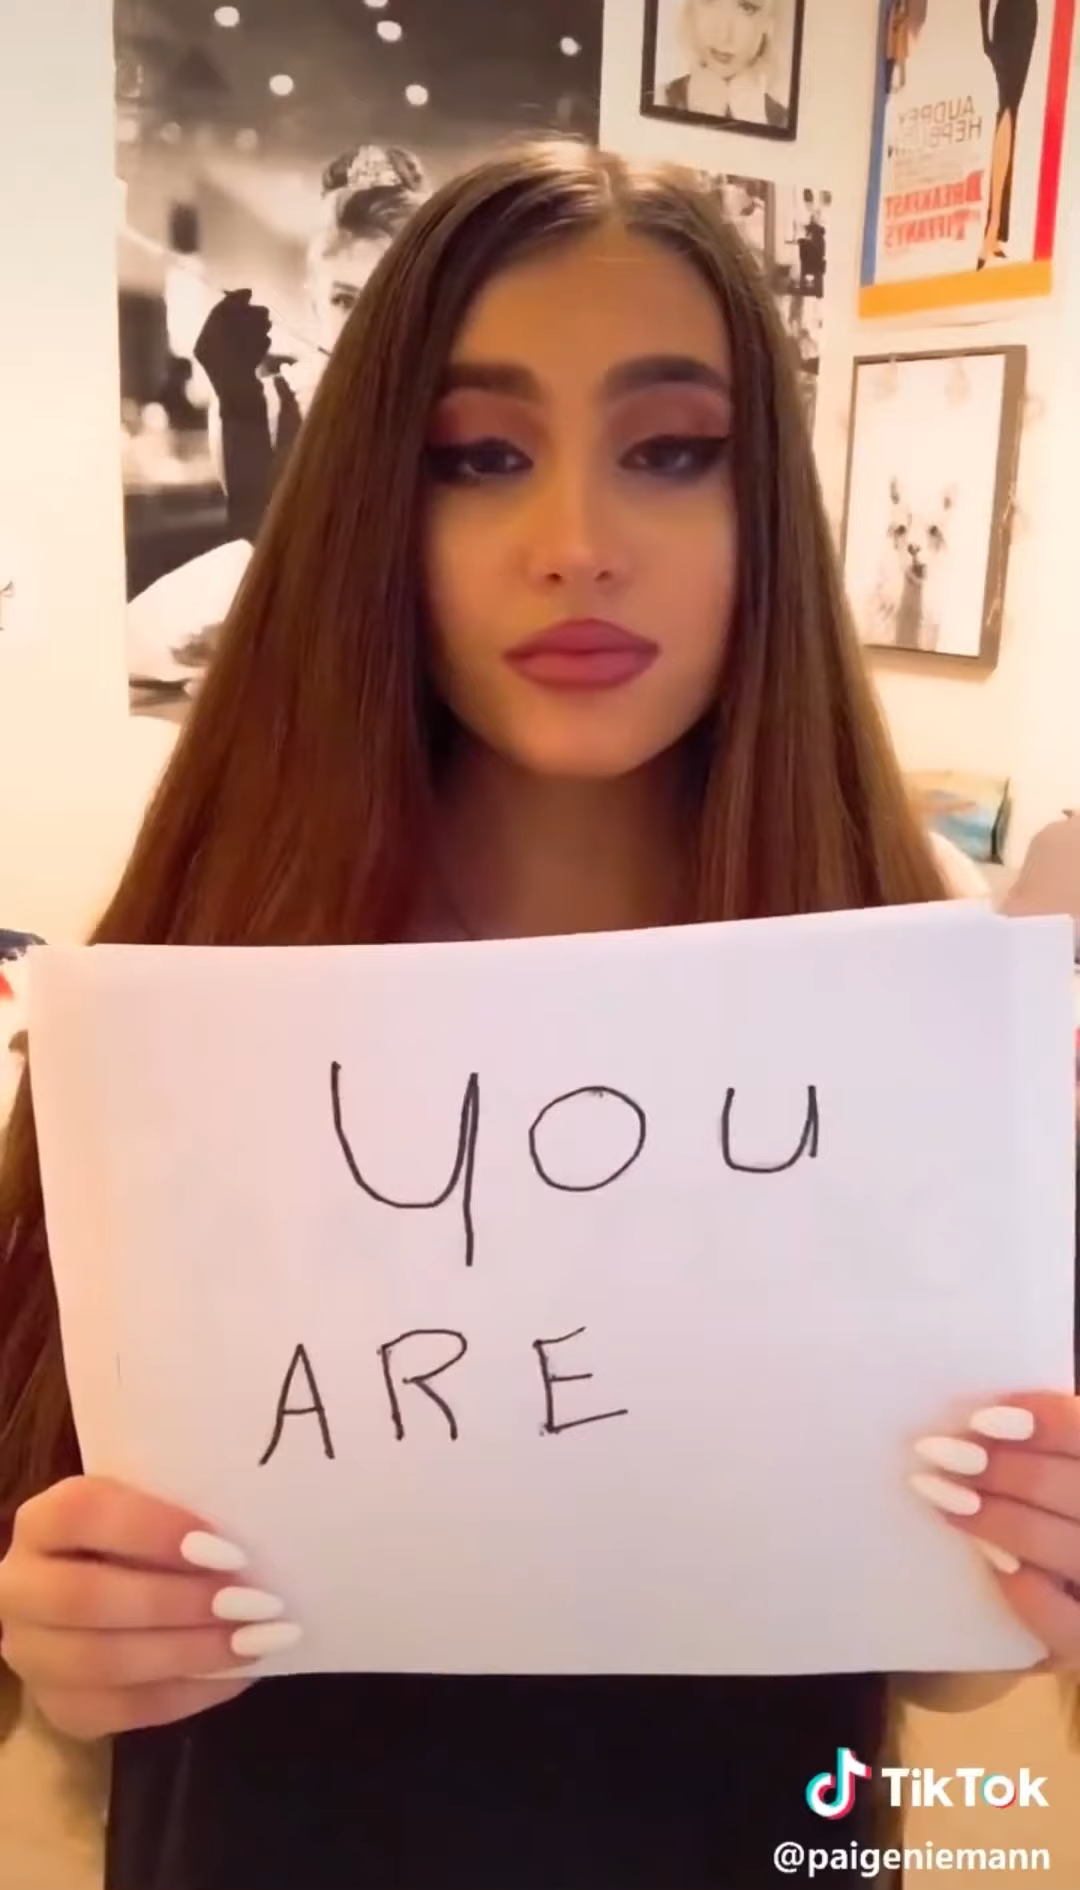 AUDREY
HEPBURN
BREAKFAST
TIFFANY'S
YOU
ARE
TikTok
@paigeniemann